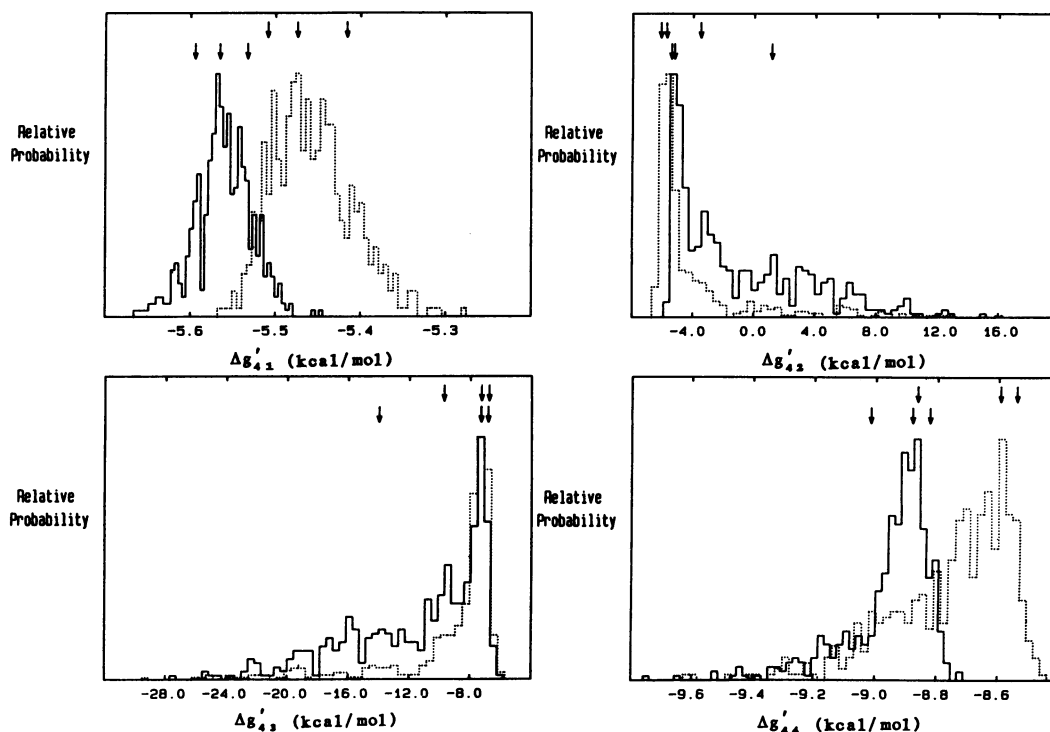 Relative
Probability
-5.6 -5.5 -5.4 -5.3
Δg′₄₁ (kcal/mol)
Relative
Probability
-4.0 0.0 4.0 8.0 12.0 16.0
Δg′₄₂ (kcal/mol)
Relative
Probability
-28.0 -24.0 -20.0 -16.0 -12.0 -8.0
Δg′₄₃ (kcal/mol)
Relative
Probability
-9.6 -9.4 -9.2 -9.0 -8.8 -8.6
Δg′₄₄ (kcal/mol)